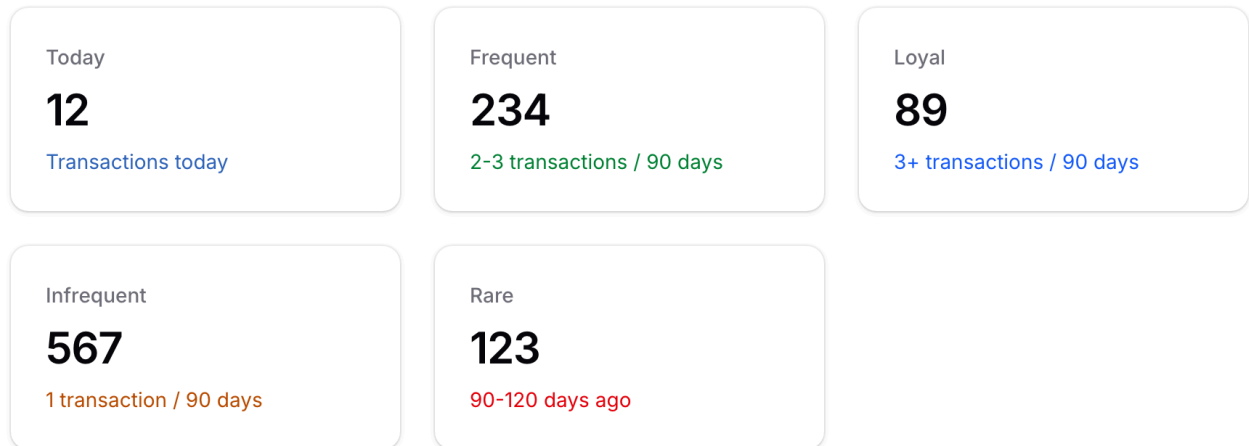 Today
12
Transactions today
Frequent
234
2-3 transactions / 90 days
Loyal
89
3+ transactions / 90 days
Infrequent
567
1 transaction / 90 days
Rare
123
90-120 days ago